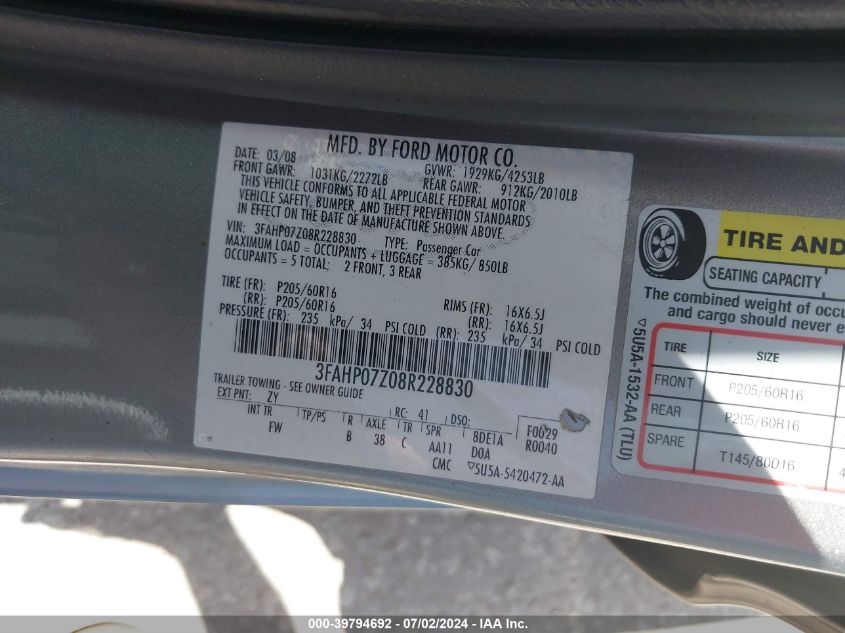 MFD. BY FORD MOTOR CO.
DATE: 03/08 GVWR: 1929KG/4253LB
FRONT GAWR: 1031KG/2272LB REAR GAWR: 912KG/2010LB
THIS VEHICLE CONFORMS TO ALL APPLICABLE FEDERAL MOTOR
VEHICLE SAFETY, BUMPER, AND THEFT PREVENTION STANDARDS
IN EFFECT ON THE DATE OF MANUFACTURE SHOWN ABOVE.
VIN: 3FAHP07Z08R228830 TYPE: Passenger Car
MAXIMUM LOAD = OCCUPANTS + LUGGAGE = 385KG/ 850LB
OCCUPANTS = 5 TOTAL; 2 FRONT, 3 REAR
TIRE (FR): P205/60R16 RIMS (FR): 16X6.5J
(RR): P205/60R16 (RR): 16X6.5J
PRESSURE (FR): 235 kPa/ 34 PSI COLD (RR): 235 kPa/ 34 PSI COLD
3FAHP07Z08R228830
TRAILER TOWING - SEE OWNER GUIDE
EXT PNT: ZY RC: 41 DSO: F0029
INT TR TP/PS R AXLE TR SPR 8DE1A R0040
FW B 38 C AA11 DOA
CMC ▽5U5A-5420472-AA
TIRE AND
SEATING CAPACITY
The combined weight of occu
and cargo should never e
▽5U5A-1532-AA (TLU)
TIRE SIZE
FRONT P205/60R16
REAR P205/60R16
SPARE T145/80D16
000-39794692 - 07/02/2024 - IAA Inc.